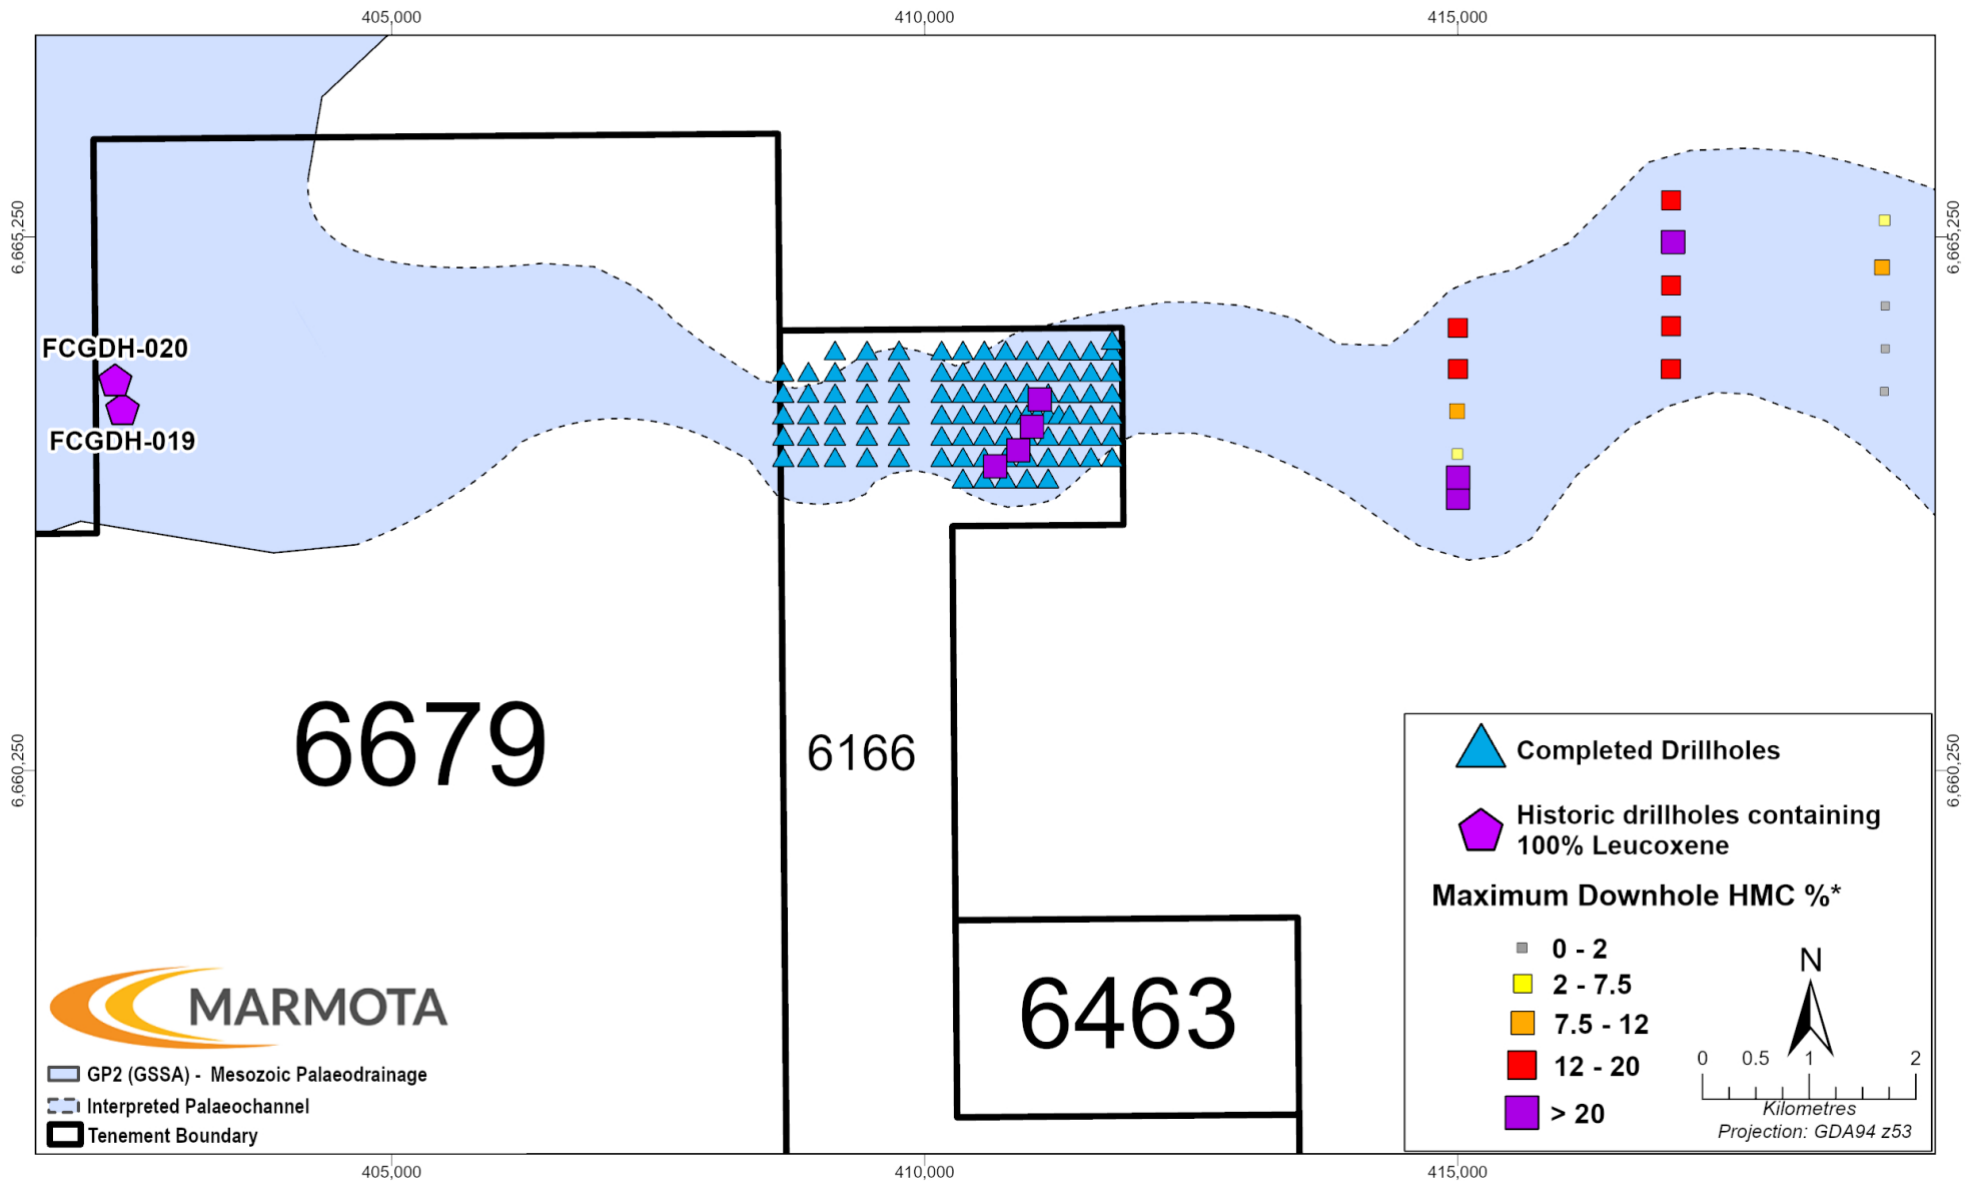 405,000
410,000
415,000
6,665,250
6,665,250
FCGDH-020
FCGDH-019
6679
6166
6463
6,660,250
6,660,250
Completed Drillholes
Historic drillholes containing
100% Leucoxene
Maximum Downhole HMC %*
0 - 2
2 - 7.5
7.5 - 12
12 - 20
> 20
N
0 0.5 1 2
Kilometres
Projection: GDA94 z53
MARMOTA
GP2 (GSSA) - Mesozoic Palaeodrainage
Interpreted Palaeochannel
Tenement Boundary
405,000
410,000
415,000